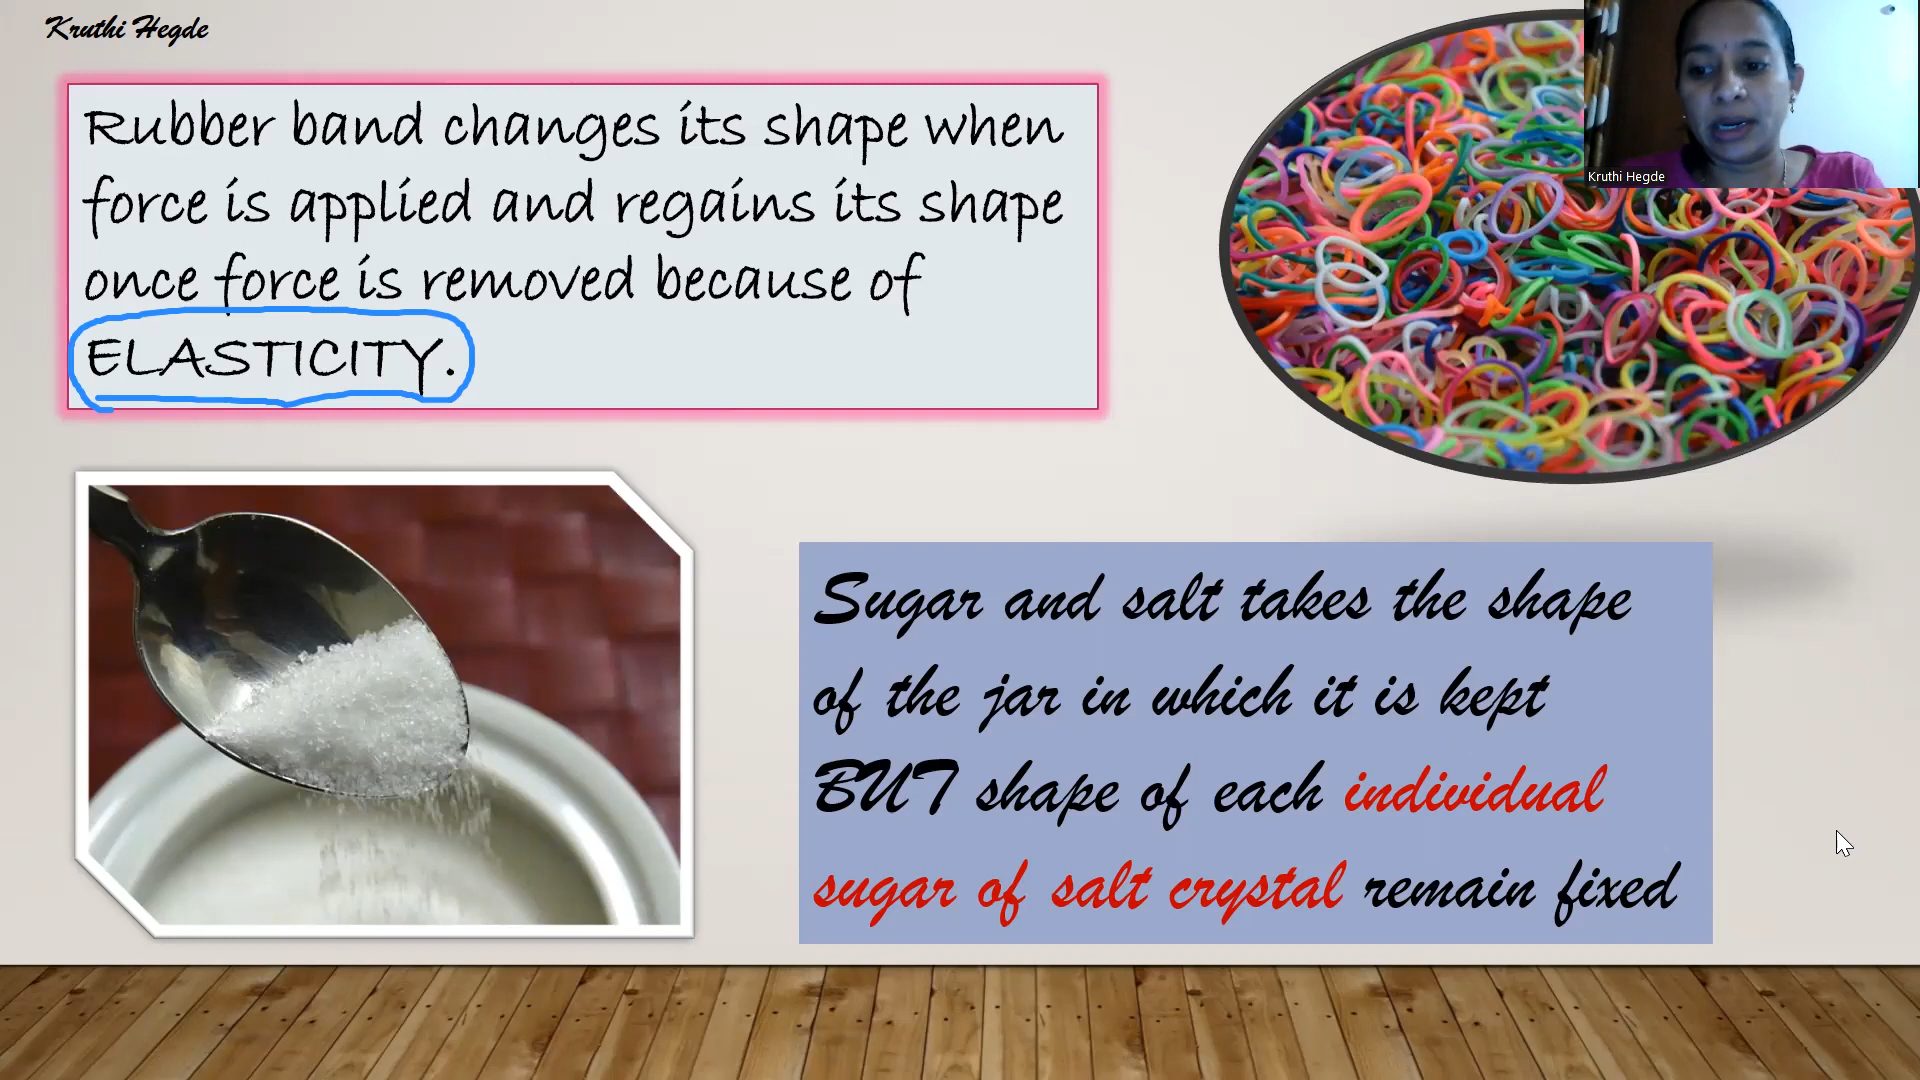 Kruthi Hegde
Kruthi Hegde
Rubber band changes its shape when
force is applied and regains its shape
once force is removed because of
ELASTICITY.
Sugar and salt takes the shape
of the jar in which it is kept
BUT shape of each individual
sugar of salt crystal remain fixed